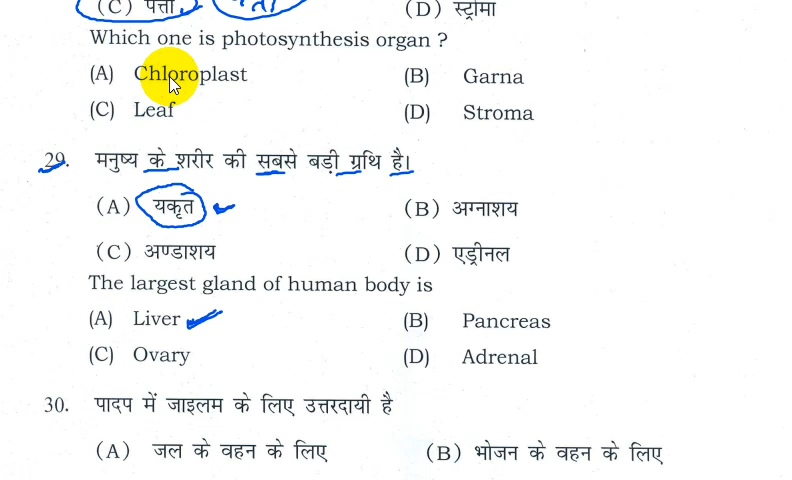 (C) पत्ता
(D) स्ट्रोमा
Which one is photosynthesis organ ?
(A) Chloroplast (B) Garna
(C) Leaf (D) Stroma
29. मनुष्य के शरीर की सबसे बड़ी ग्रंथि है।
(A) यकृत (B) अग्नाशय
(C) अण्डाशय (D) एड्रीनल
The largest gland of human body is
(A) Liver (B) Pancreas
(C) Ovary (D) Adrenal
30. पादप में जाइलम के लिए उत्तरदायी है
(A) जल के वहन के लिए (B) भोजन के वहन के लिए